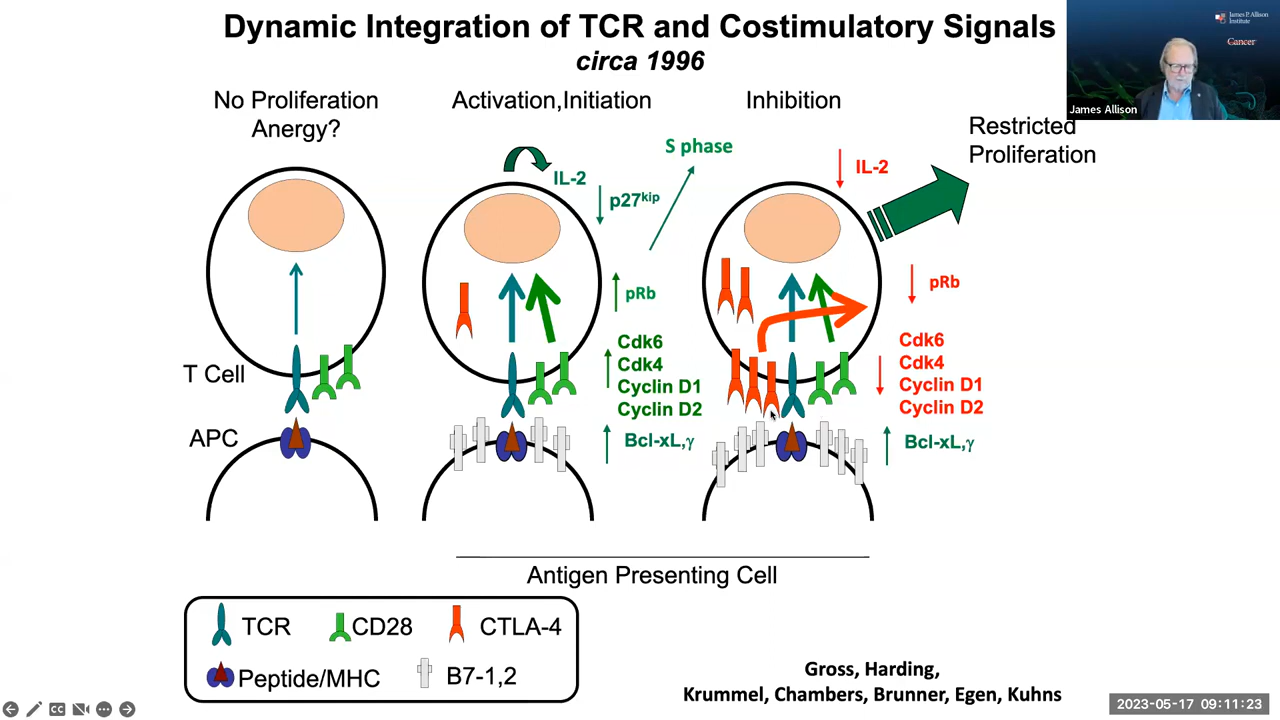 Dynamic Integration of TCR and Costimulatory Signals
circa 1996
James P. Allison
Institute
Cancer
James Allison
No Proliferation
Anergy?
Activation,Initiation
Inhibition
Restricted
Proliferation
S phase
IL-2
p27kip
pRb
Cdk6
Cdk4
Cyclin D1
Cyclin D2
Bcl-xL,γ
IL-2
pRb
Cdk6
Cdk4
Cyclin D1
Cyclin D2
Bcl-xL,γ
T Cell
APC
Antigen Presenting Cell
TCR
CD28
CTLA-4
Peptide/MHC
B7-1,2
Gross, Harding,
Krummel, Chambers, Brunner, Egen, Kuhns
CC
2023-05-17 09:11:23